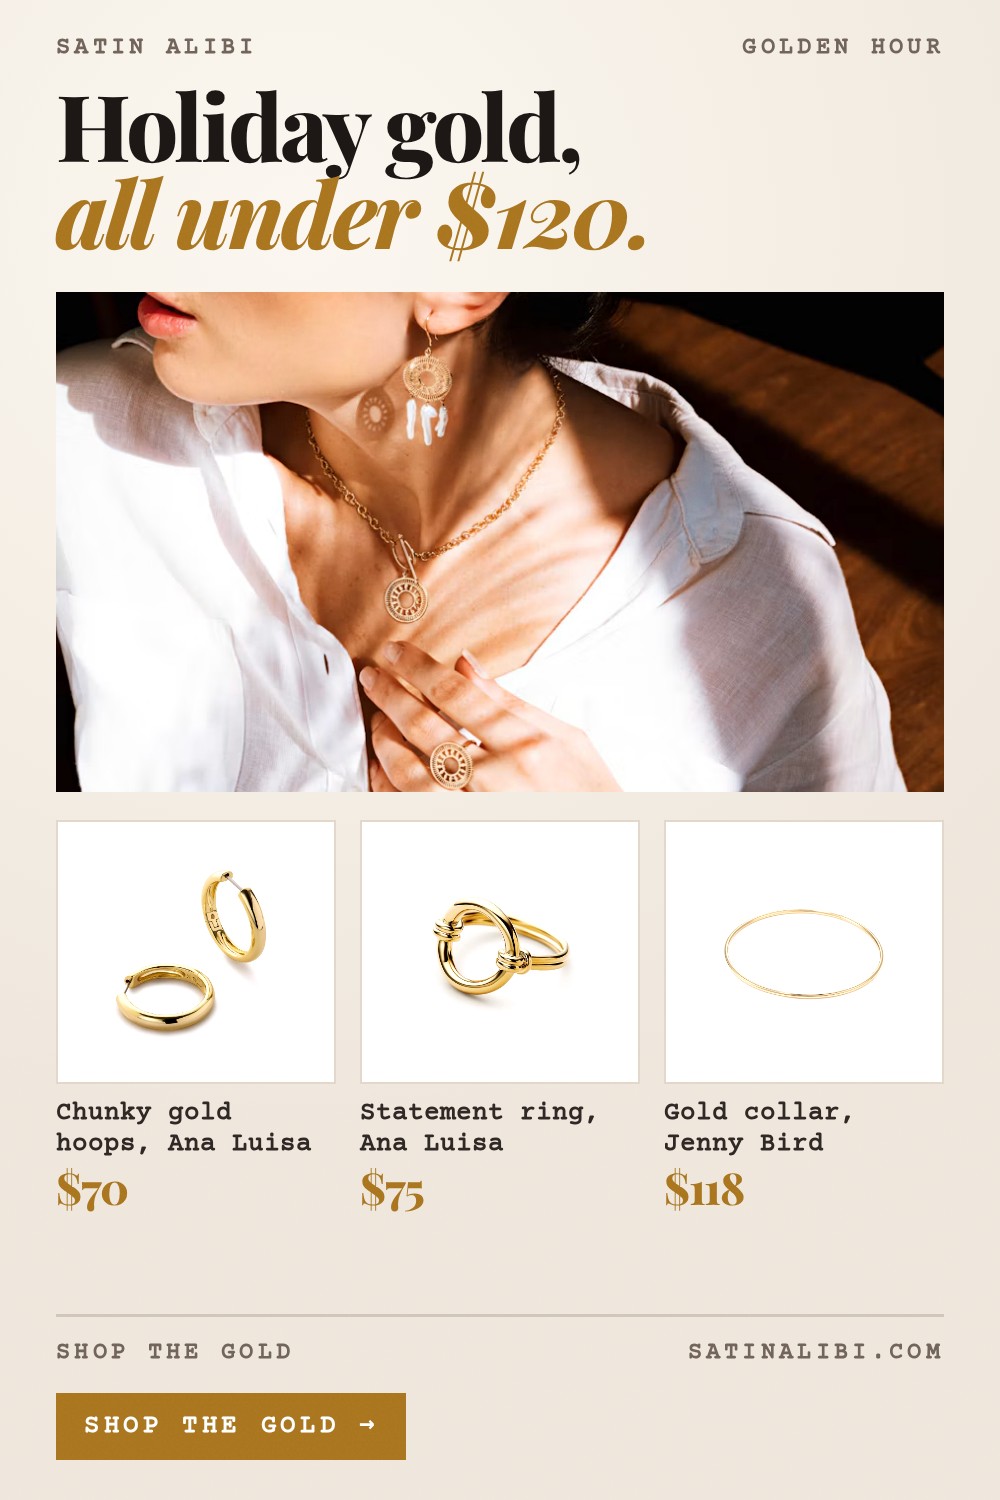 SATIN ALIBI
GOLDEN HOUR
Holiday gold,
all under $120.
Chunky gold
hoops, Ana Luisa
$70
Statement ring,
Ana Luisa
$75
Gold collar,
Jenny Bird
$118
SHOP THE GOLD
SATINALIBI.COM
SHOP THE GOLD →